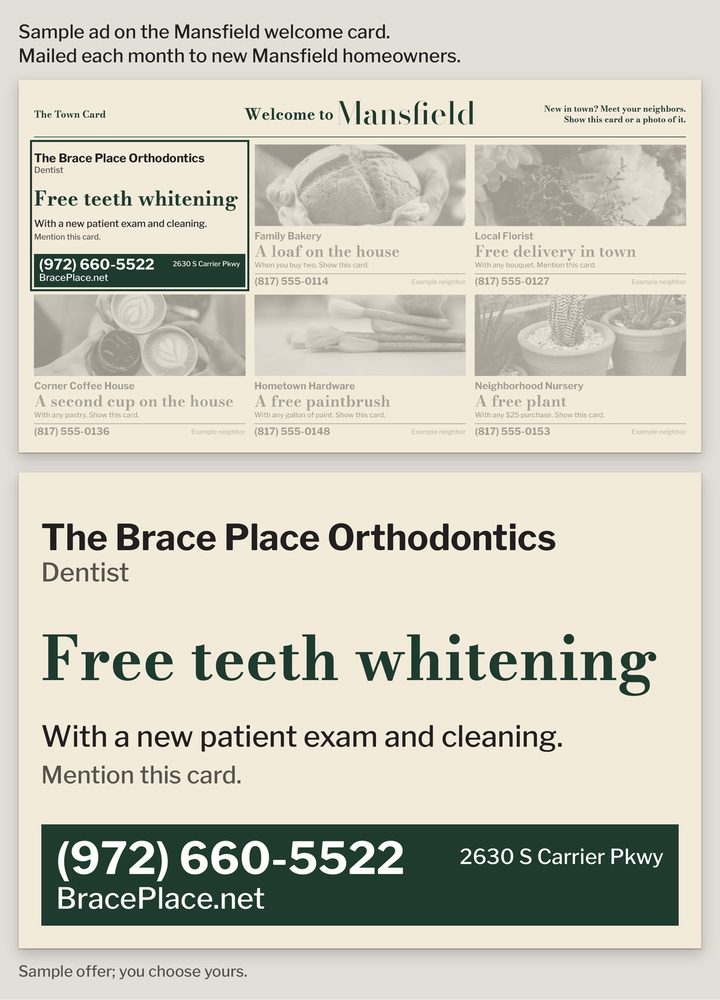 Sample ad on the Mansfield welcome card.
Mailed each month to new Mansfield homeowners.
The Town Card
Welcome to Mansfield
New in town? Meet your neighbors.
Show this card or a photo of it.
The Brace Place Orthodontics
Dentist
Free teeth whitening
With a new patient exam and cleaning.
Mention this card.
(972) 660-5522
2630 S Carrier Pkwy
BracePlace.net
Family Bakery
A loaf on the house
When you buy two. Show this card.
(817) 555-0114
Example neighbor
Local Florist
Free delivery in town
With any bouquet. Mention this card.
(817) 555-0127
Example neighbor
Corner Coffee House
A second cup on the house
With any pastry. Show this card.
(817) 555-0136
Example neighbor
Hometown Hardware
A free paintbrush
With any gallon of paint. Show this card.
(817) 555-0148
Example neighbor
Neighborhood Nursery
A free plant
With any $25 purchase. Show this card.
(817) 555-0153
Example neighbor
The Brace Place Orthodontics
Dentist
Free teeth whitening
With a new patient exam and cleaning.
Mention this card.
(972) 660-5522
2630 S Carrier Pkwy
BracePlace.net
Sample offer; you choose yours.